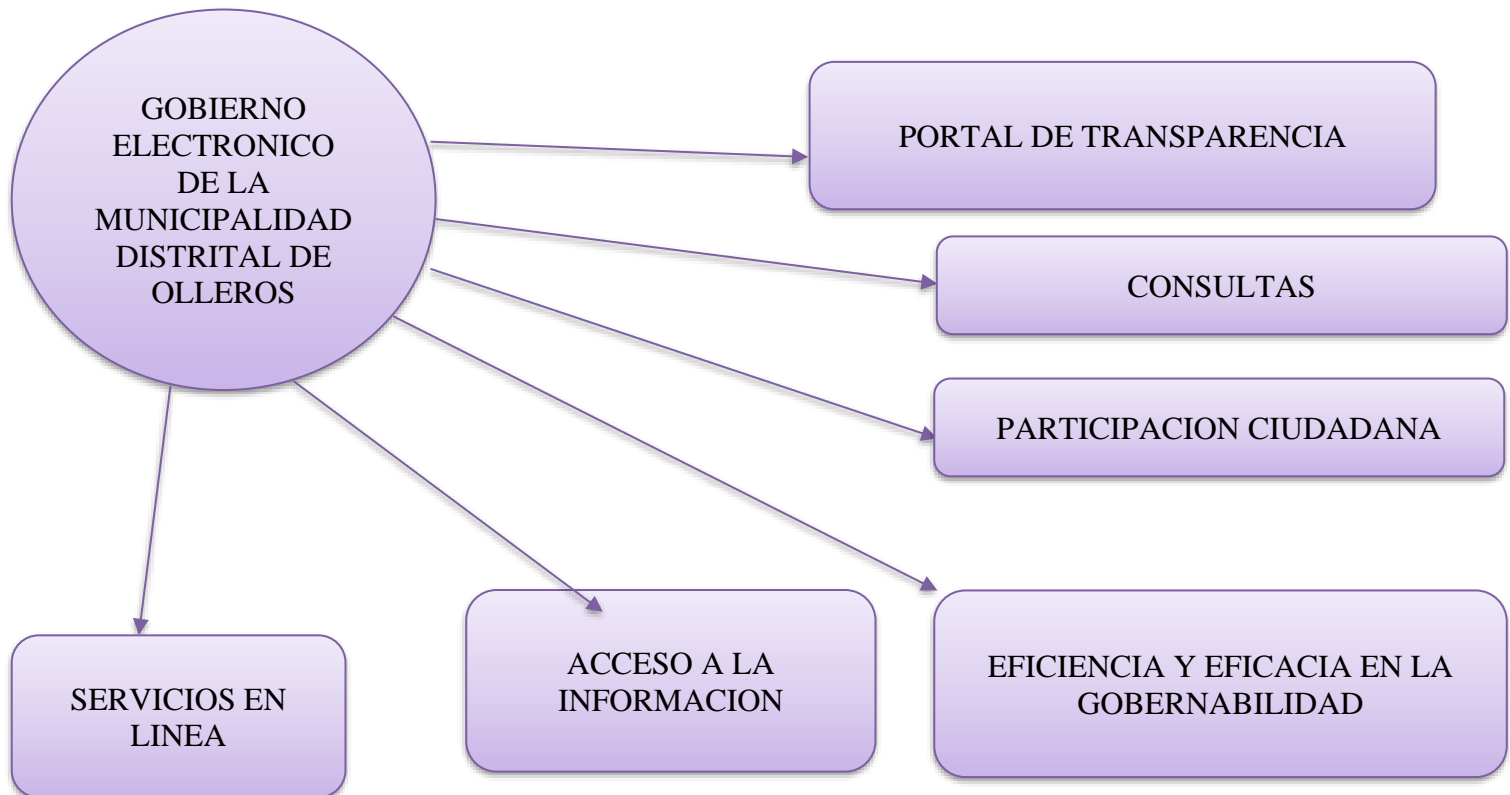 GOBIERNO
ELECTRONICO
DE LA
MUNICIPALIDAD
DISTRITAL DE
OLLEROS
PORTAL DE TRANSPARENCIA
CONSULTAS
PARTICIPACION CIUDADANA
EFICIENCIA Y EFICACIA EN LA
GOBERNABILIDAD
ACCESO A LA
INFORMACION
SERVICIOS EN
LINEA